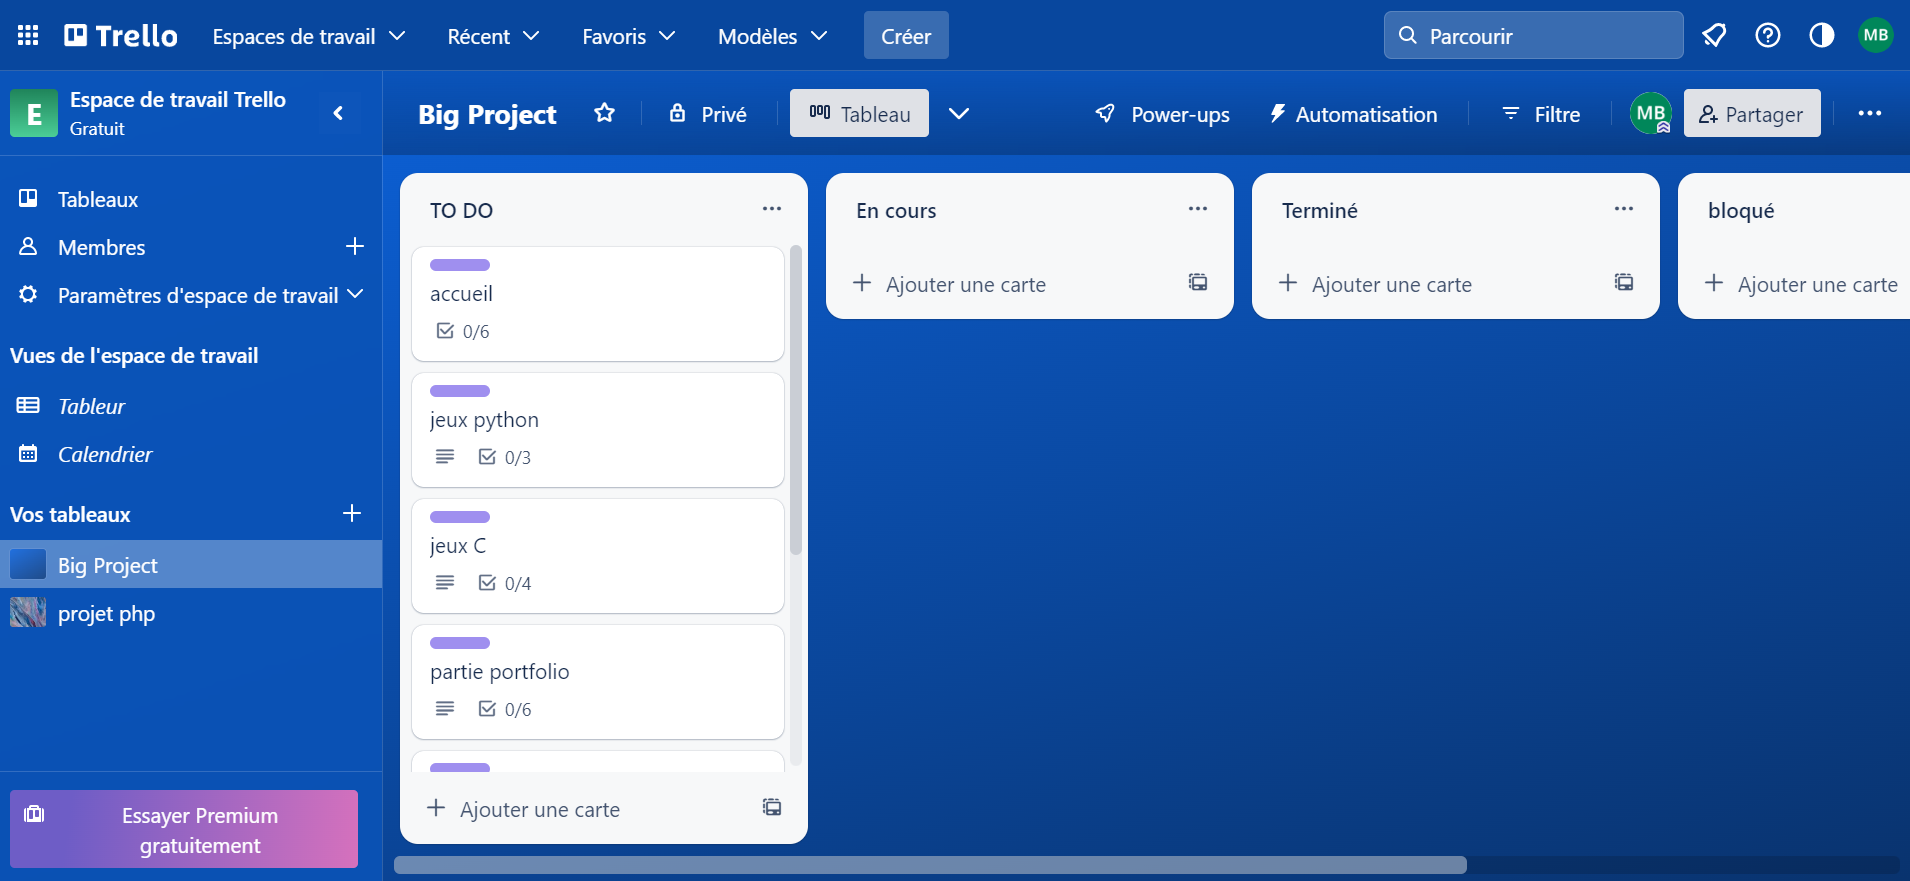 Trello
Espaces de travail
Récent
Favoris
Modèles
Créer
Parcourir
MB
E
Espace de travail Trello
Gratuit
Big Project
Privé
Tableau
Power-ups
Automatisation
Filtre
MB
Partager
Tableaux
Membres
Paramètres d'espace de travail
Vues de l'espace de travail
Tableur
Calendrier
Vos tableaux
Big Project
projet php
Essayer Premium
gratuitement
TO DO
accueil
0/6
jeux python
0/3
jeux C
0/4
partie portfolio
0/6
Ajouter une carte
En cours
Ajouter une carte
Terminé
Ajouter une carte
bloqué
Ajouter une carte